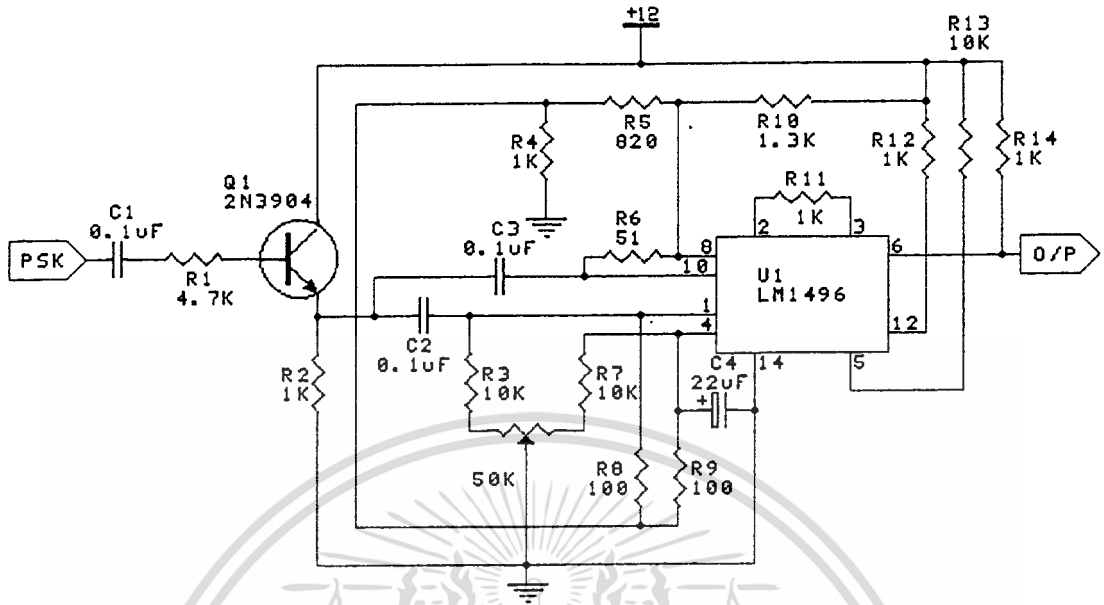 +12
R13
10K
R5
820
R10
1.3K
R4
1K
R12
1K
R14
1K
Q1
2N3904
R11
1K
C1
0.1uF
C3
0.1uF
R6
51
2
3
PSK
8
6
O/P
10
U1
LM1496
R1
4.7K
1
4
12
C2
0.1uF
C4
22uF
+
14
5
R2
1K
R3
10K
R7
10K
50K
R8
100
R9
100